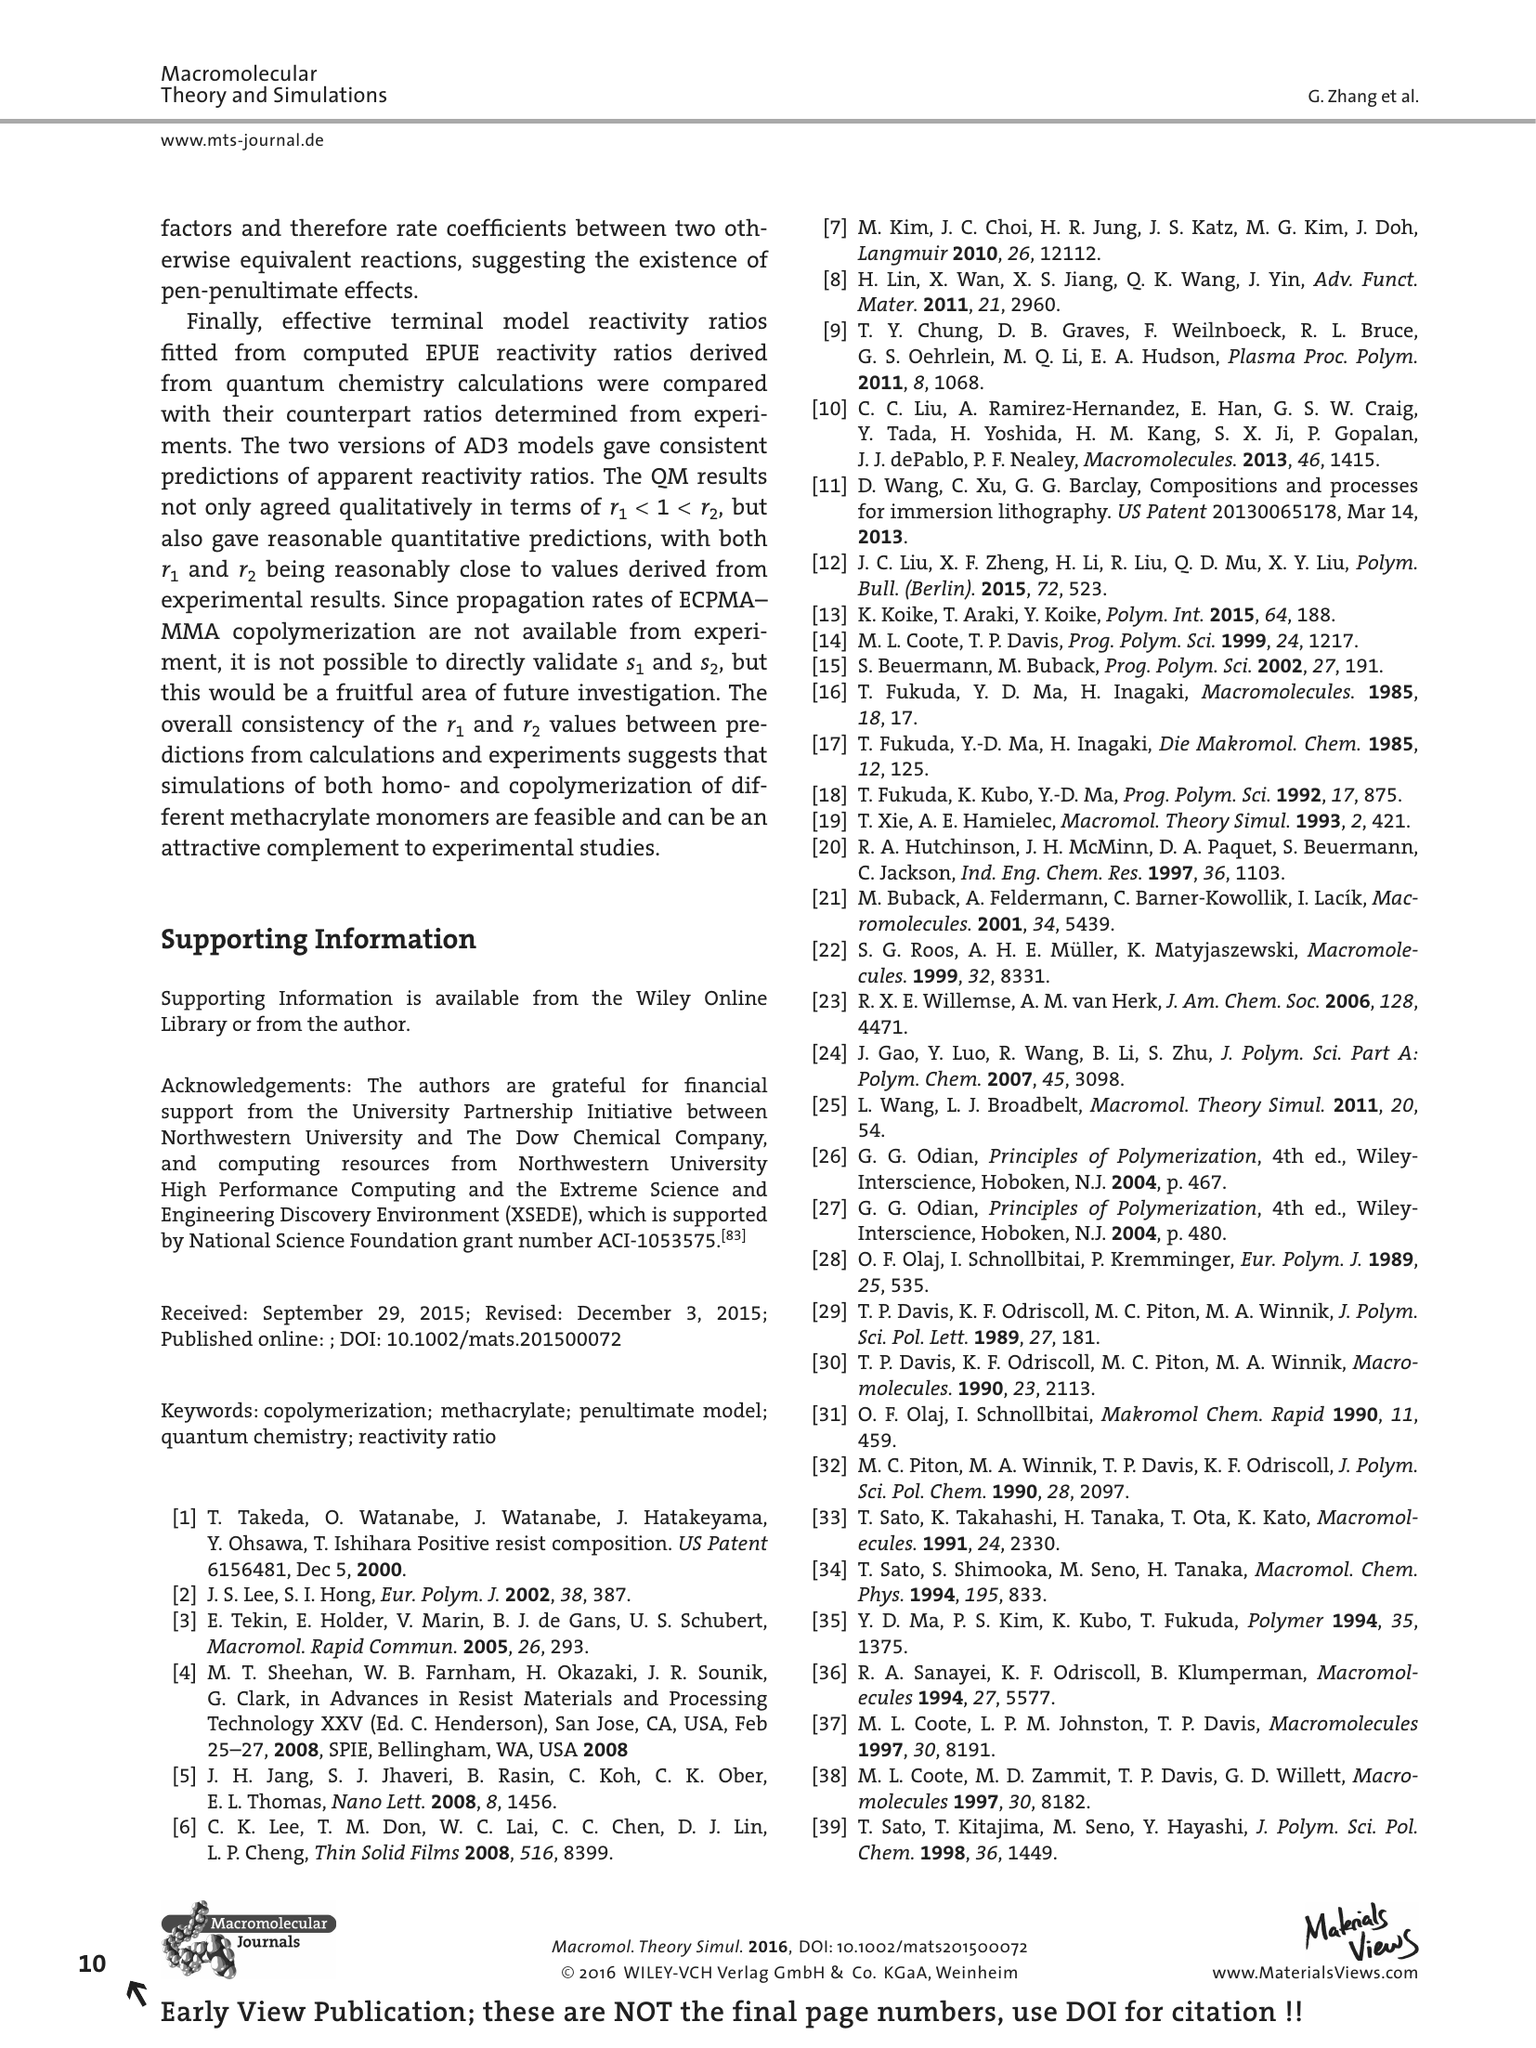 Macromolecular
Theory and Simulations
G. Zhang et al.
www.mts-journal.de
factors and therefore rate coefficients between two oth-
erwise equivalent reactions, suggesting the existence of
pen-penultimate effects.
Finally, effective terminal model reactivity ratios
fitted from computed EPUE reactivity ratios derived
from quantum chemistry calculations were compared
with their counterpart ratios determined from experi-
ments. The two versions of AD3 models gave consistent
predictions of apparent reactivity ratios. The QM results
not only agreed qualitatively in terms of r1 < 1 < r2, but
also gave reasonable quantitative predictions, with both
r1 and r2 being reasonably close to values derived from
experimental results. Since propagation rates of ECPMA–
MMA copolymerization are not available from experi-
ment, it is not possible to directly validate s1 and s2, but
this would be a fruitful area of future investigation. The
overall consistency of the r1 and r2 values between pre-
dictions from calculations and experiments suggests that
simulations of both homo- and copolymerization of dif-
ferent methacrylate monomers are feasible and can be an
attractive complement to experimental studies.
Supporting Information
Supporting Information is available from the Wiley Online
Library or from the author.
Acknowledgements: The authors are grateful for financial
support from the University Partnership Initiative between
Northwestern University and The Dow Chemical Company,
and computing resources from Northwestern University
High Performance Computing and the Extreme Science and
Engineering Discovery Environment (XSEDE), which is supported
by National Science Foundation grant number ACI-1053575.[83]
Received: September 29, 2015; Revised: December 3, 2015;
Published online: ; DOI: 10.1002/mats.201500072
Keywords: copolymerization; methacrylate; penultimate model;
quantum chemistry; reactivity ratio
[1] T. Takeda, O. Watanabe, J. Watanabe, J. Hatakeyama,
Y. Ohsawa, T. Ishihara Positive resist composition. US Patent
6156481, Dec 5, 2000.
[2] J. S. Lee, S. I. Hong, Eur. Polym. J. 2002, 38, 387.
[3] E. Tekin, E. Holder, V. Marin, B. J. de Gans, U. S. Schubert,
Macromol. Rapid Commun. 2005, 26, 293.
[4] M. T. Sheehan, W. B. Farnham, H. Okazaki, J. R. Sounik,
G. Clark, in Advances in Resist Materials and Processing
Technology XXV (Ed. C. Henderson), San Jose, CA, USA, Feb
25–27, 2008, SPIE, Bellingham, WA, USA 2008
[5] J. H. Jang, S. J. Jhaveri, B. Rasin, C. Koh, C. K. Ober,
E. L. Thomas, Nano Lett. 2008, 8, 1456.
[6] C. K. Lee, T. M. Don, W. C. Lai, C. C. Chen, D. J. Lin,
L. P. Cheng, Thin Solid Films 2008, 516, 8399.
[7] M. Kim, J. C. Choi, H. R. Jung, J. S. Katz, M. G. Kim, J. Doh,
Langmuir 2010, 26, 12112.
[8] H. Lin, X. Wan, X. S. Jiang, Q. K. Wang, J. Yin, Adv. Funct.
Mater. 2011, 21, 2960.
[9] T. Y. Chung, D. B. Graves, F. Weilnboeck, R. L. Bruce,
G. S. Oehrlein, M. Q. Li, E. A. Hudson, Plasma Proc. Polym.
2011, 8, 1068.
[10] C. C. Liu, A. Ramirez-Hernandez, E. Han, G. S. W. Craig,
Y. Tada, H. Yoshida, H. M. Kang, S. X. Ji, P. Gopalan,
J. J. dePablo, P. F. Nealey, Macromolecules. 2013, 46, 1415.
[11] D. Wang, C. Xu, G. G. Barclay, Compositions and processes
for immersion lithography. US Patent 20130065178, Mar 14,
2013.
[12] J. C. Liu, X. F. Zheng, H. Li, R. Liu, Q. D. Mu, X. Y. Liu, Polym.
Bull. (Berlin). 2015, 72, 523.
[13] K. Koike, T. Araki, Y. Koike, Polym. Int. 2015, 64, 188.
[14] M. L. Coote, T. P. Davis, Prog. Polym. Sci. 1999, 24, 1217.
[15] S. Beuermann, M. Buback, Prog. Polym. Sci. 2002, 27, 191.
[16] T. Fukuda, Y. D. Ma, H. Inagaki, Macromolecules. 1985,
18, 17.
[17] T. Fukuda, Y.-D. Ma, H. Inagaki, Die Makromol. Chem. 1985,
12, 125.
[18] T. Fukuda, K. Kubo, Y.-D. Ma, Prog. Polym. Sci. 1992, 17, 875.
[19] T. Xie, A. E. Hamielec, Macromol. Theory Simul. 1993, 2, 421.
[20] R. A. Hutchinson, J. H. McMinn, D. A. Paquet, S. Beuermann,
C. Jackson, Ind. Eng. Chem. Res. 1997, 36, 1103.
[21] M. Buback, A. Feldermann, C. Barner-Kowollik, I. Lacík, Mac-
romolecules. 2001, 34, 5439.
[22] S. G. Roos, A. H. E. Müller, K. Matyjaszewski, Macromole-
cules. 1999, 32, 8331.
[23] R. X. E. Willemse, A. M. van Herk, J. Am. Chem. Soc. 2006, 128,
4471.
[24] J. Gao, Y. Luo, R. Wang, B. Li, S. Zhu, J. Polym. Sci. Part A:
Polym. Chem. 2007, 45, 3098.
[25] L. Wang, L. J. Broadbelt, Macromol. Theory Simul. 2011, 20,
54.
[26] G. G. Odian, Principles of Polymerization, 4th ed., Wiley-
Interscience, Hoboken, N.J. 2004, p. 467.
[27] G. G. Odian, Principles of Polymerization, 4th ed., Wiley-
Interscience, Hoboken, N.J. 2004, p. 480.
[28] O. F. Olaj, I. Schnollbitai, P. Kremminger, Eur. Polym. J. 1989,
25, 535.
[29] T. P. Davis, K. F. Odriscoll, M. C. Piton, M. A. Winnik, J. Polym.
Sci. Pol. Lett. 1989, 27, 181.
[30] T. P. Davis, K. F. Odriscoll, M. C. Piton, M. A. Winnik, Macro-
molecules. 1990, 23, 2113.
[31] O. F. Olaj, I. Schnollbitai, Makromol Chem. Rapid 1990, 11,
459.
[32] M. C. Piton, M. A. Winnik, T. P. Davis, K. F. Odriscoll, J. Polym.
Sci. Pol. Chem. 1990, 28, 2097.
[33] T. Sato, K. Takahashi, H. Tanaka, T. Ota, K. Kato, Macromol-
ecules. 1991, 24, 2330.
[34] T. Sato, S. Shimooka, M. Seno, H. Tanaka, Macromol. Chem.
Phys. 1994, 195, 833.
[35] Y. D. Ma, P. S. Kim, K. Kubo, T. Fukuda, Polymer 1994, 35,
1375.
[36] R. A. Sanayei, K. F. Odriscoll, B. Klumperman, Macromol-
ecules 1994, 27, 5577.
[37] M. L. Coote, L. P. M. Johnston, T. P. Davis, Macromolecules
1997, 30, 8191.
[38] M. L. Coote, M. D. Zammit, T. P. Davis, G. D. Willett, Macro-
molecules 1997, 30, 8182.
[39] T. Sato, T. Kitajima, M. Seno, Y. Hayashi, J. Polym. Sci. Pol.
Chem. 1998, 36, 1449.
Macromolecular
Journals
10
Macromol. Theory Simul. 2016, DOI: 10.1002/mats201500072
© 2016 WILEY-VCH Verlag GmbH & Co. KGaA, Weinheim
Materials
Views
www.MaterialsViews.com
Early View Publication; these are NOT the final page numbers, use DOI for citation !!